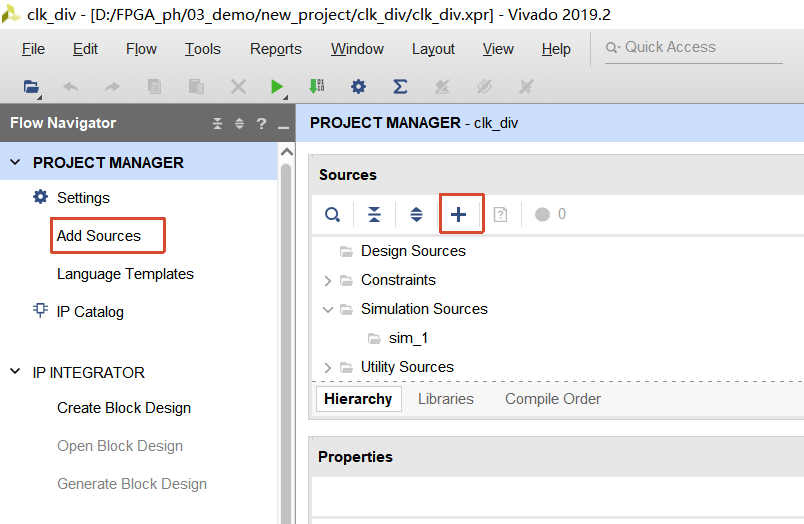 clk_div - [D:/FPGA_ph/03_demo/new_project/clk_div/clk_div.xpr] - Vivado 2019.2
File Edit Flow Tools Reports Window Layout View Help Quick Access
Flow Navigator
PROJECT MANAGER - clk_div
PROJECT MANAGER
Settings
Add Sources
Language Templates
IP Catalog
IP INTEGRATOR
Create Block Design
Open Block Design
Generate Block Design
Sources
0
Design Sources
Constraints
Simulation Sources
sim_1
Utility Sources
Hierarchy Libraries Compile Order
Properties